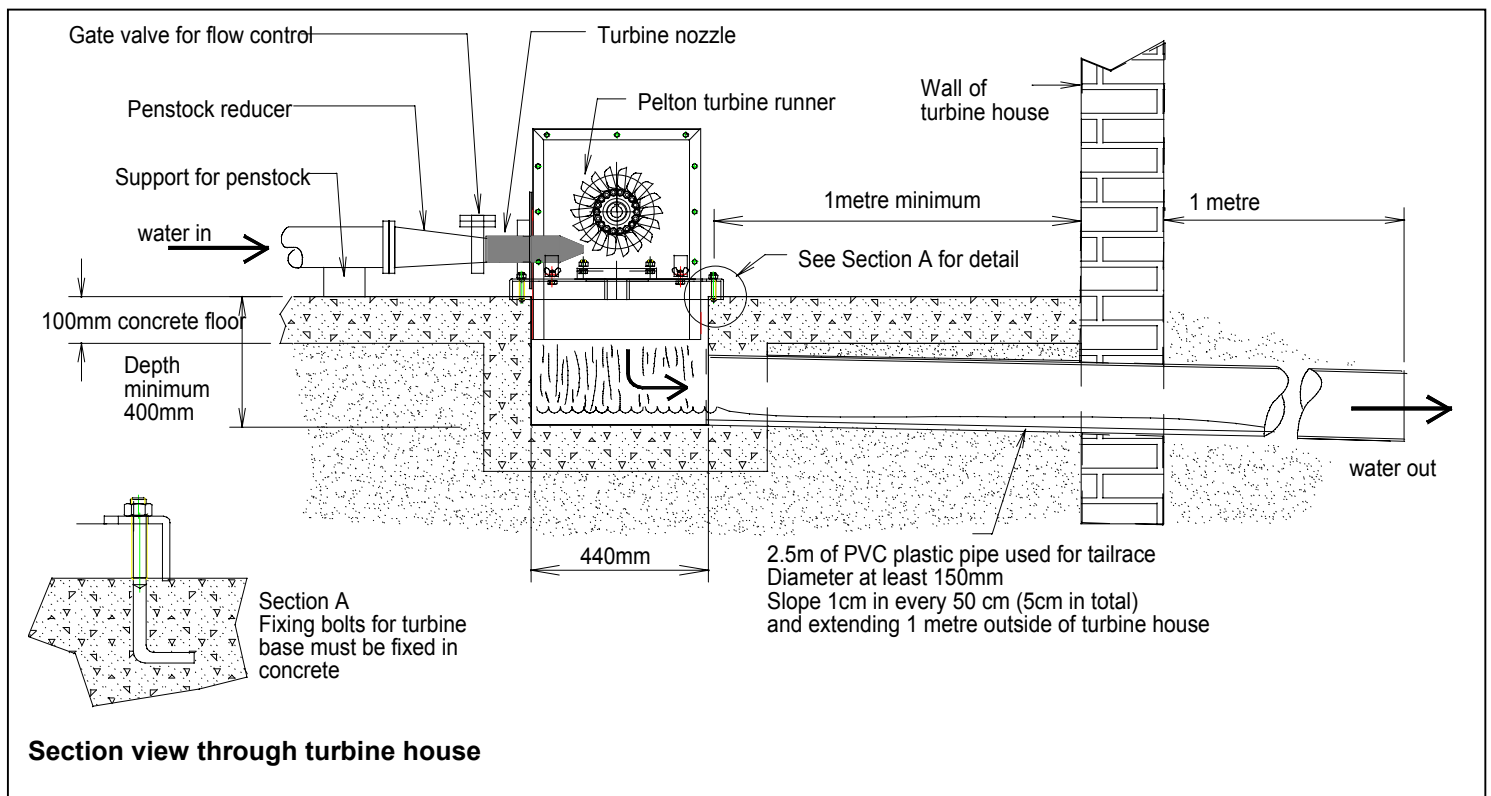 Gate valve for flow control
Turbine nozzle
Penstock reducer
Pelton turbine runner
Wall of
turbine house
Support for penstock
water in
1metre minimum
1 metre
See Section A for detail
100mm concrete floor
Depth
minimum
400mm
water out
440mm
2.5m of PVC plastic pipe used for tailrace
Diameter at least 150mm
Slope 1cm in every 50 cm (5cm in total)
and extending 1 metre outside of turbine house
Section A
Fixing bolts for turbine
base must be fixed in
concrete
Section view through turbine house